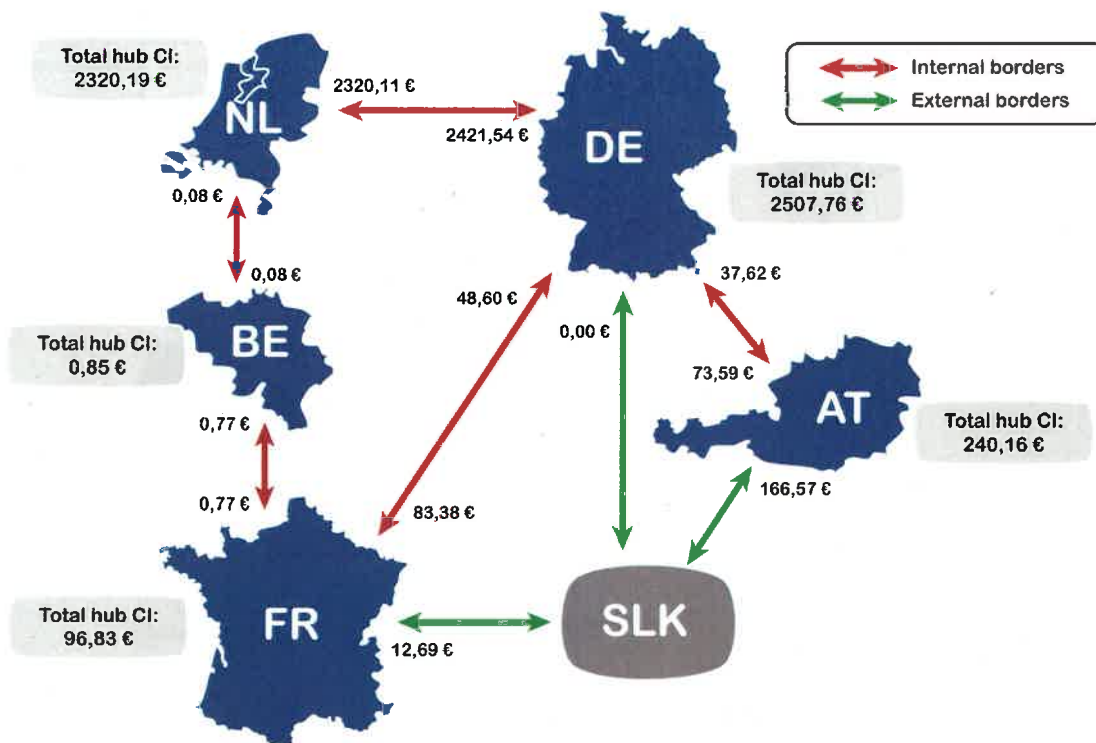 Total hub CI:
2320,19 €
NL
2320,11 €
2421,54 €
DE
Internal borders
External borders
Total hub CI:
2507,76 €
0,08 €
0,08 €
48,60 €
37,62 €
0,00 €
Total hub CI:
0,85 €
BE
73,59 €
AT
Total hub CI:
240,16 €
0,77 €
0,77 €
83,38 €
166,57 €
Total hub CI:
96,83 €
FR
12,69 €
SLK